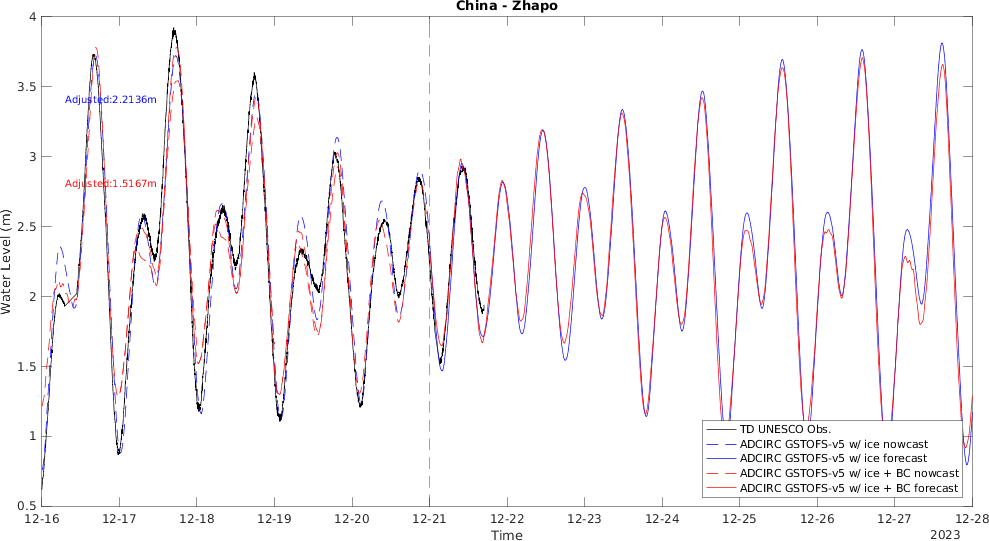 China - Zhapo
Water Level (m)
4
3.5
3
2.5
2
1.5
1
0.5
Adjusted:2.2136m
Adjusted:1.5167m
TD UNESCO Obs.
ADCIRC GSTOFS-v5 w/ ice nowcast
ADCIRC GSTOFS-v5 w/ ice forecast
ADCIRC GSTOFS-v5 w/ ice + BC nowcast
ADCIRC GSTOFS-v5 w/ ice + BC forecast
12-16 12-17 12-18 12-19 12-20 12-21 12-22 12-23 12-24 12-25 12-26 12-27 12-28
Time
2023